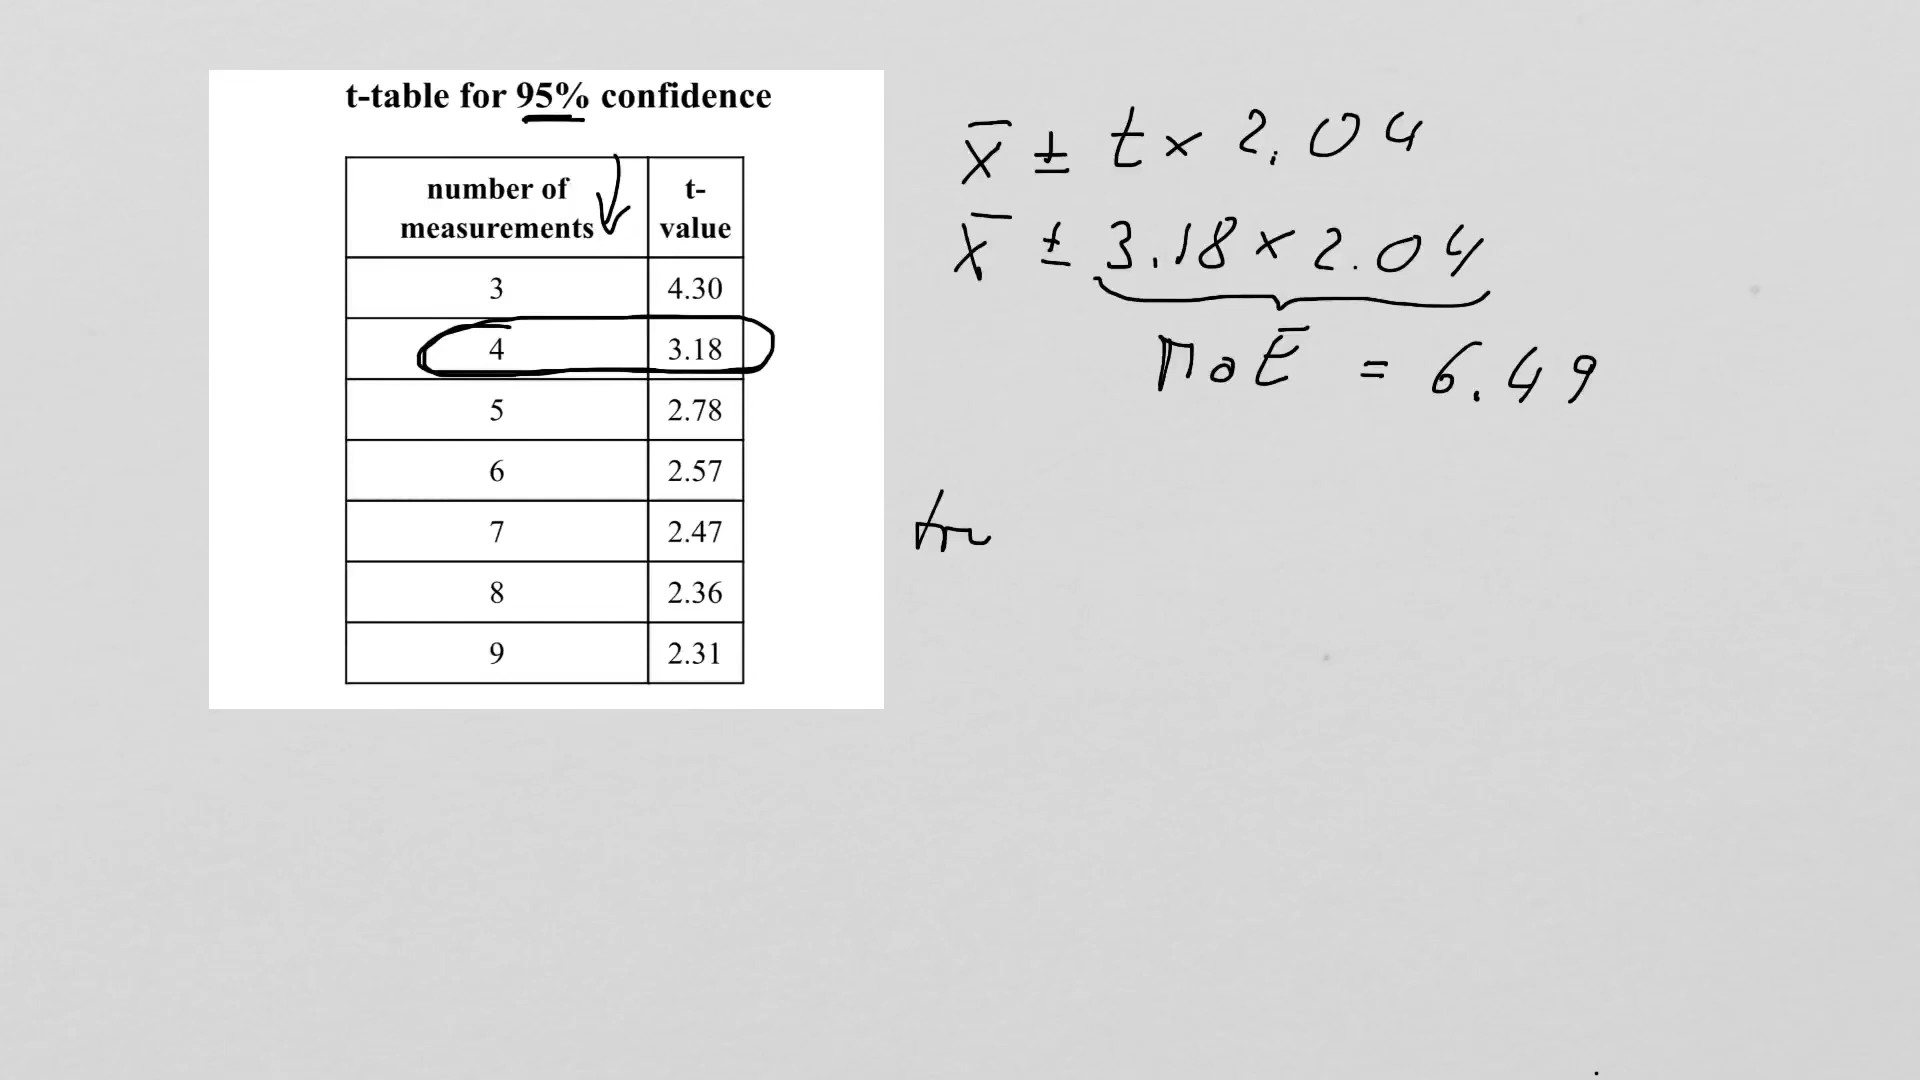 t-table for 95% confidence
number of measurements t-value
3 4.30
4 3.18
5 2.78
6 2.57
7 2.47
8 2.36
9 2.31
x̄ ± t × 2.04
x̄ ± 3.18 × 2.04
MoE = 6.49